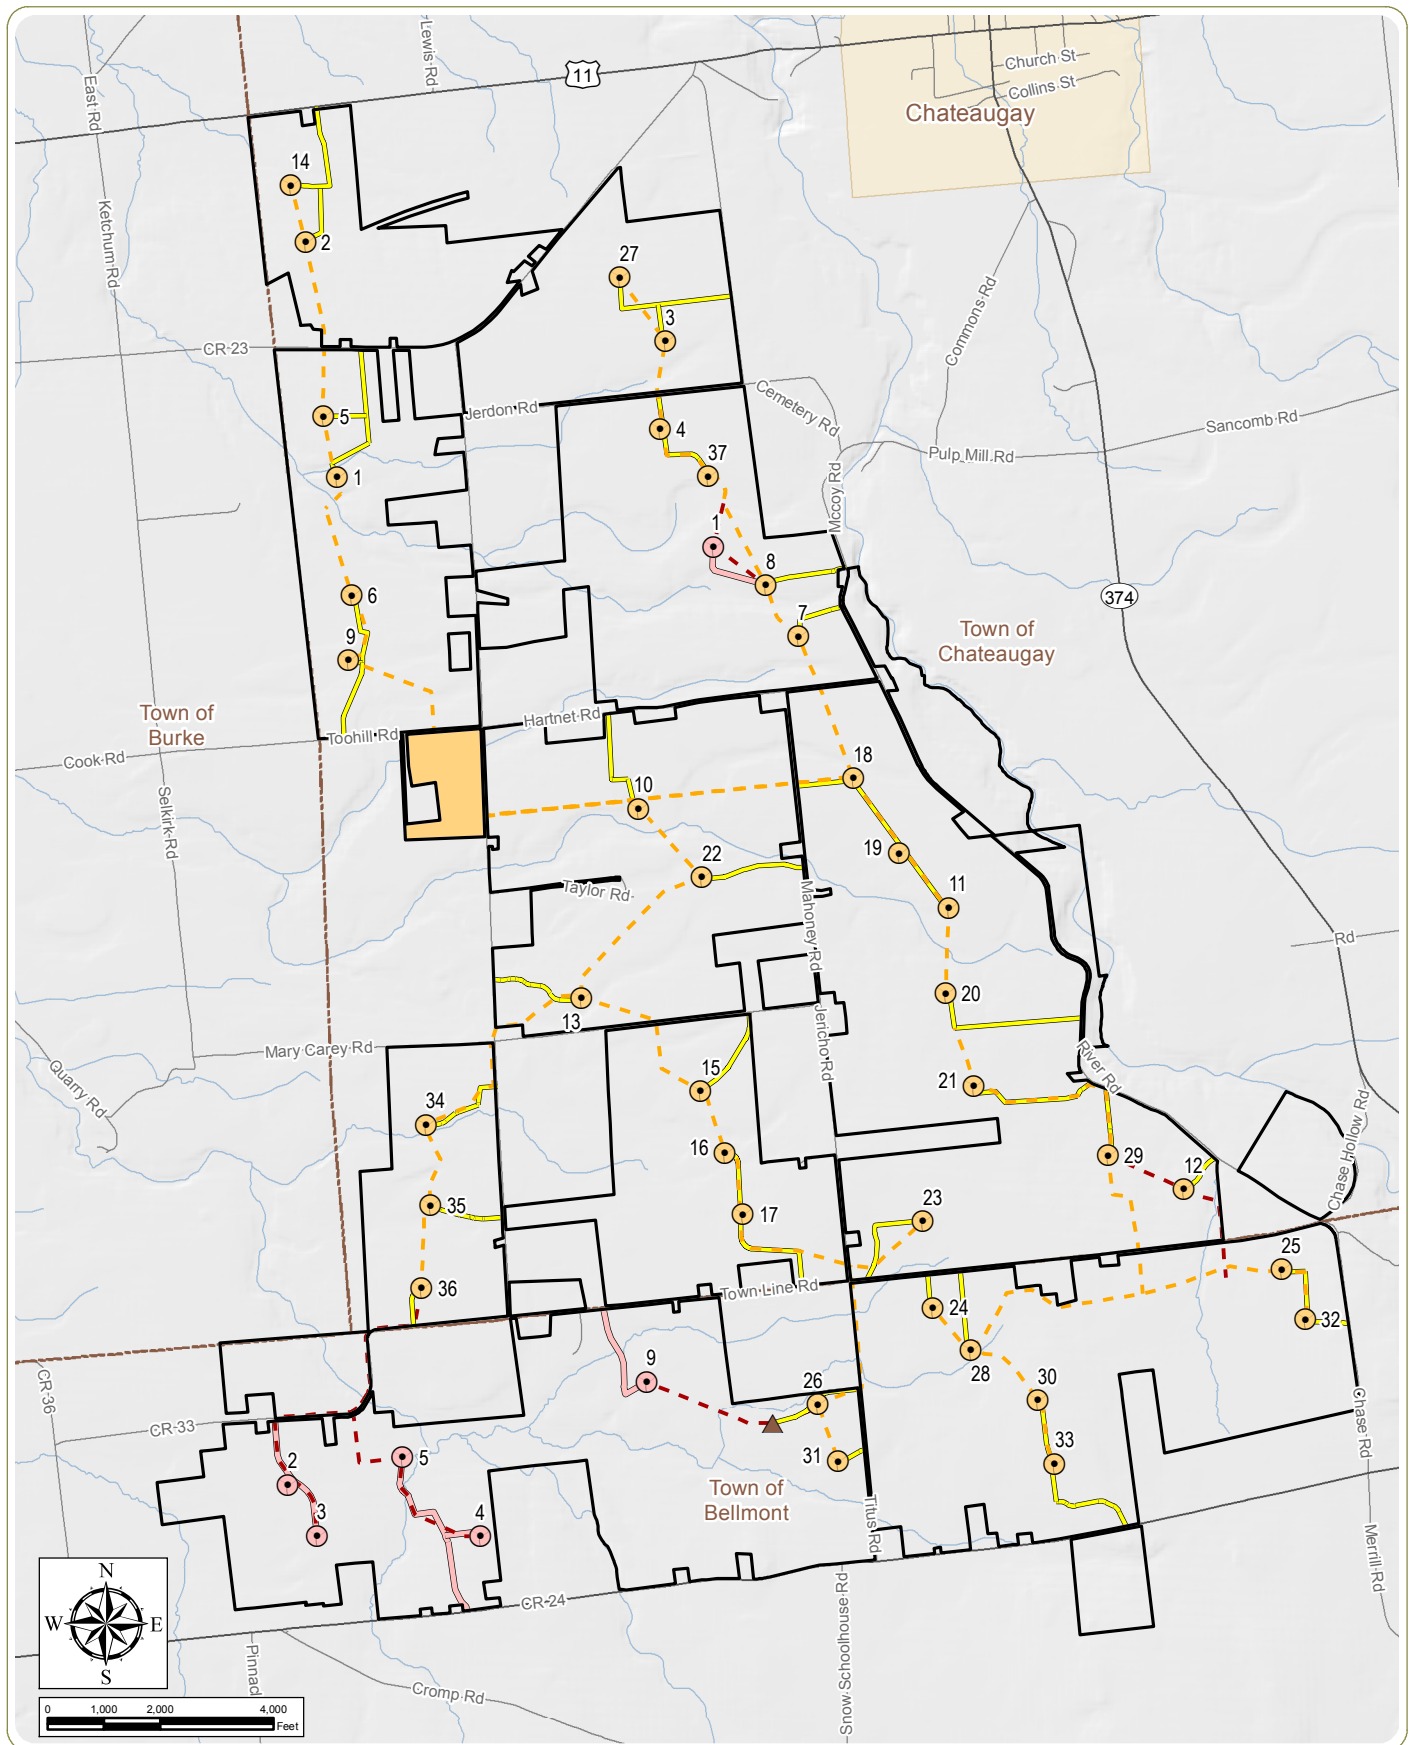 Lewis Rd
11
Church St
Collins St
East Rd
Chateaugay
14
Ketchum Rd
2
27
3
Commons Rd
CR 23
Cemetery Rd
Jerdon Rd
5
4
Sancomb Rd
37
Pulp Mill Rd
1
Mccoy Rd
1
8
6
374
7
9
Town of
Chateaugay
Town of
Burke
Hartnet Rd
Toohill Rd
Cook Rd
18
10
Selkirk Rd
19
22
11
Taylor Rd
Mahoney Rd
Rd
20
13
Jericho Rd
Mary Carey Rd
River Rd
Quarry Rd
15
21
34
Chase Hollow Rd
16
29
12
35
17
23
25
36
Town Line Rd
24
32
28
CR 36
9
26
30
Chase Rd
CR 33
5
31
33
2
Town of
Bellmont
3
4
Titus Rd
Merrill Rd
N
W
E
S
CR 24
Snow Schoolhouse Rd
Pinnad
Cromp Rd
0
1,000
2,000
4,000
Feet